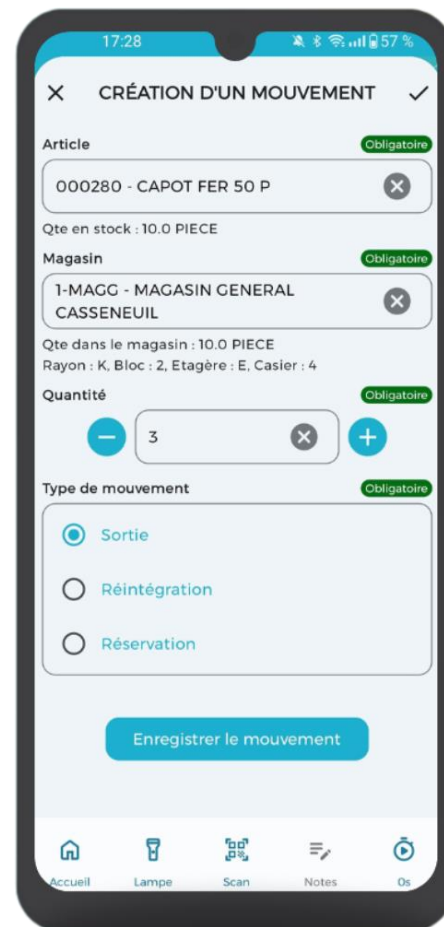 17:28 57 %
CRÉATION D'UN MOUVEMENT
Article Obligatoire
000280 - CAPOT FER 50 P
Qte en stock : 10.0 PIECE
Magasin Obligatoire
1-MAGG - MAGASIN GENERAL
CASSENEUIL
Qte dans le magasin : 10.0 PIECE
Rayon : K, Bloc : 2, Etagère : E, Casier : 4
Quantité Obligatoire
3
Type de mouvement Obligatoire
Sortie
Réintégration
Réservation
Enregistrer le mouvement
Accueil Lampe Scan Notes 0s